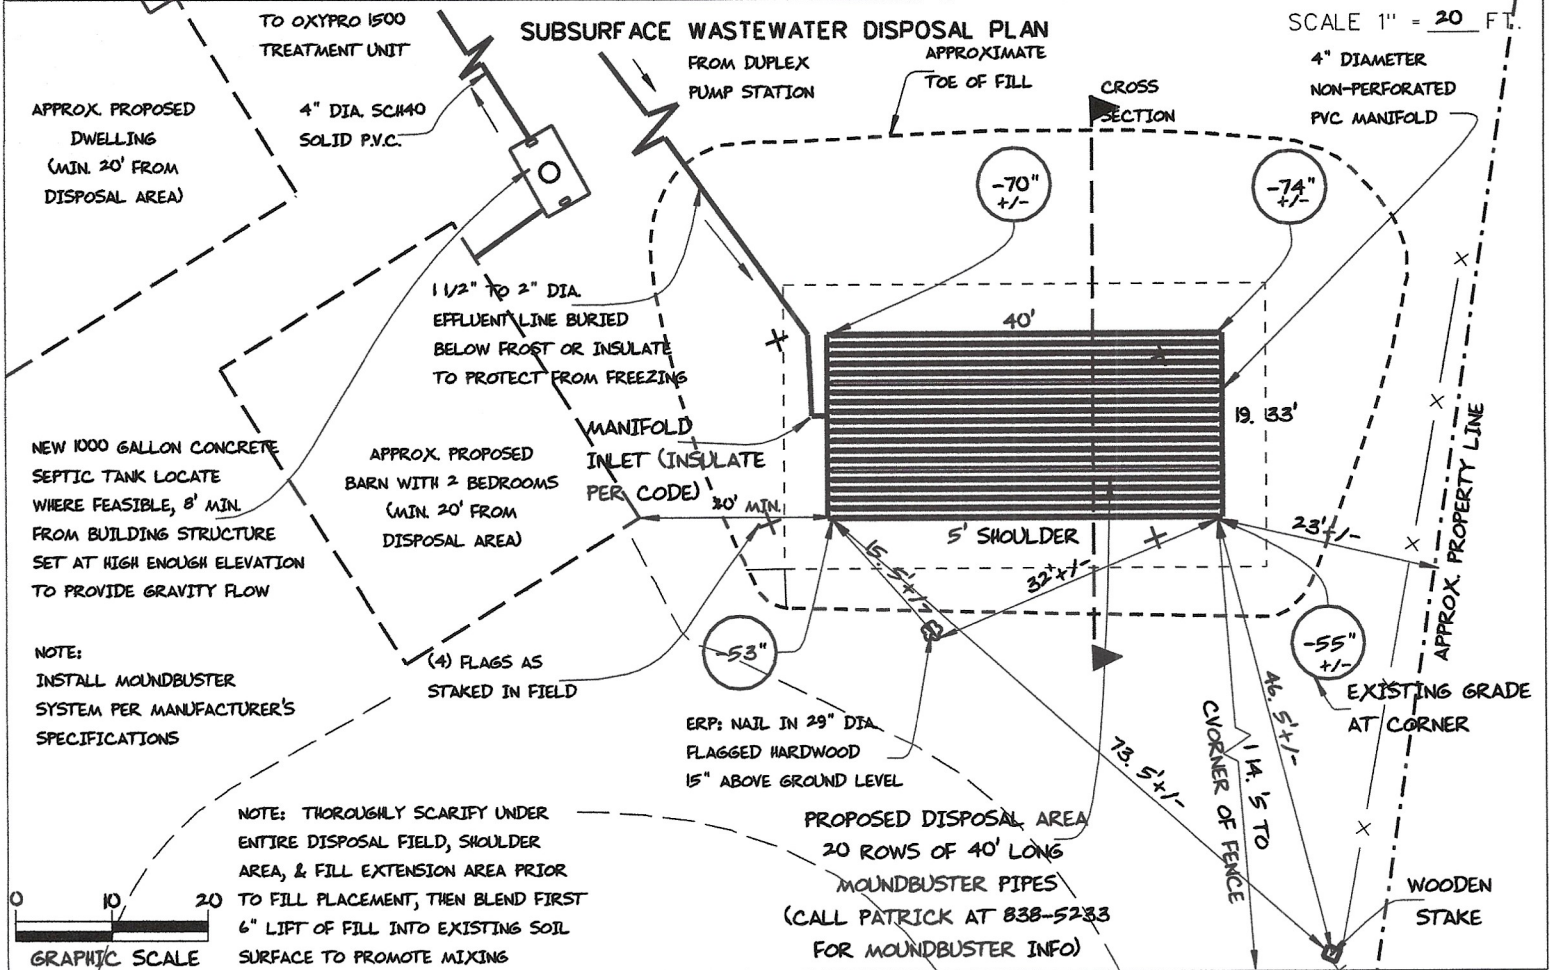 SUBSURFACE WASTEWATER DISPOSAL PLAN
SCALE 1" = 20 FT.
TO OXYPRO 1500
TREATMENT UNIT
4" DIA. SCH40
SOLID P.V.C.
FROM DUPLEX
PUMP STATION
APPROXIMATE
TOE OF FILL
CROSS
SECTION
4" DIAMETER
NON-PERFORATED
PVC MANIFOLD
APPROX. PROPOSED
DWELLING
(MIN. 20' FROM
DISPOSAL AREA)
-70"
+/-
-74"
+/-
1 1/2" TO 2" DIA.
EFFLUENT LINE BURIED
BELOW FROST OR INSULATE
TO PROTECT FROM FREEZING
40'
19. 33'
MANIFOLD
INLET (INSULATE
PER CODE)
NEW 1000 GALLON CONCRETE
SEPTIC TANK LOCATE
WHERE FEASIBLE, 8' MIN.
FROM BUILDING STRUCTURE
SET AT HIGH ENOUGH ELEVATION
TO PROVIDE GRAVITY FLOW
APPROX. PROPOSED
BARN WITH 2 BEDROOMS
(MIN. 20' FROM
DISPOSAL AREA)
20' MIN.
5' SHOULDER
23'+/-
15. 5'+/-
32'+/-
APPROX. PROPERTY LINE
NOTE:
INSTALL MOUNDBUSTER
SYSTEM PER MANUFACTURER'S
SPECIFICATIONS
(4) FLAGS AS
STAKED IN FIELD
-53"
-55"
+/-
EXISTING GRADE
AT CORNER
ERP: NAIL IN 29" DIA.
FLAGGED HARDWOOD
15" ABOVE GROUND LEVEL
73. 5'+/-
46. 5'+/-
1 14. '5 TO
CVORNER OF FENCE
NOTE: THOROUGHLY SCARIFY UNDER
ENTIRE DISPOSAL FIELD, SHOULDER
AREA, & FILL EXTENSION AREA PRIOR
TO FILL PLACEMENT, THEN BLEND FIRST
6" LIFT OF FILL INTO EXISTING SOIL
SURFACE TO PROMOTE MIXING
PROPOSED DISPOSAL AREA
20 ROWS OF 40' LONG
MOUNDBUSTER PIPES
(CALL PATRICK AT 838-5233
FOR MOUNDBUSTER INFO)
WOODEN
STAKE
0 10 20
GRAPHIC SCALE